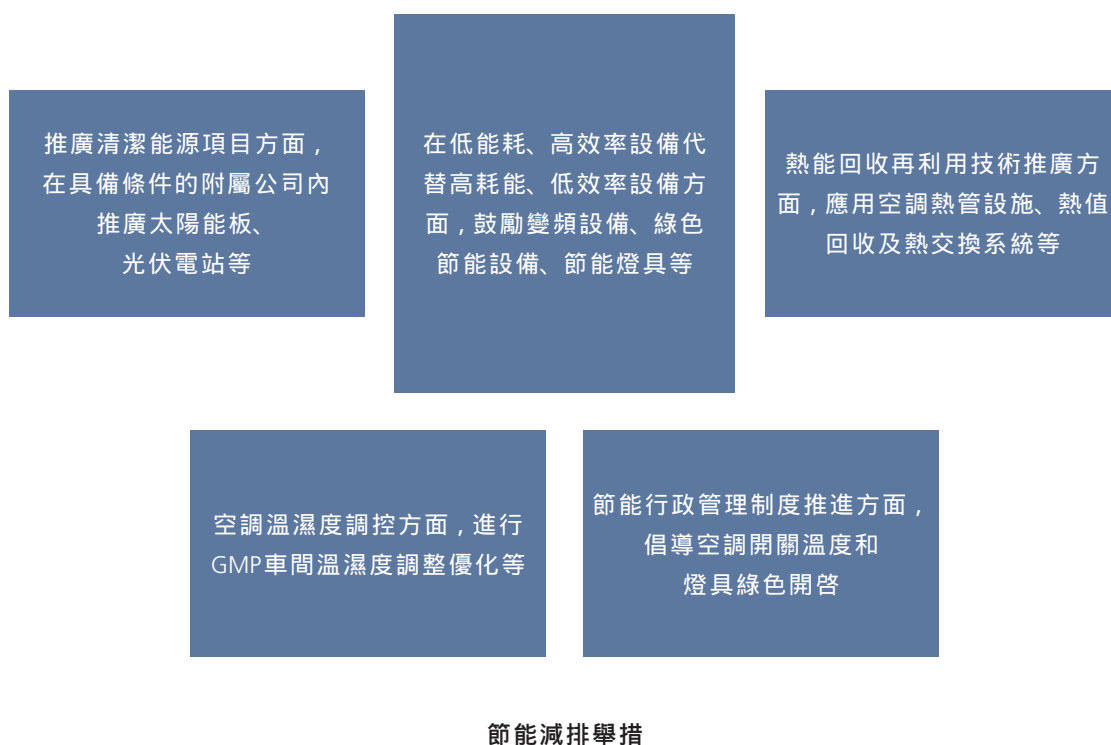 推廣清潔能源項目方面，
在具備條件的附屬公司內
推廣太陽能板、
光伏電站等
在低能耗、高效率設備代
替高耗能、低效率設備方
面，鼓勵變頻設備、綠色
節能設備、節能燈具等
熱能回收再利用技術推廣方
面，應用空調熱管設施、熱值
回收及熱交換系統等
空調溫濕度調控方面，進行
GMP車間溫濕度調整優化等
節能行政管理制度推進方面，
倡導空調開關溫度和
燈具綠色開啓
節能減排舉措